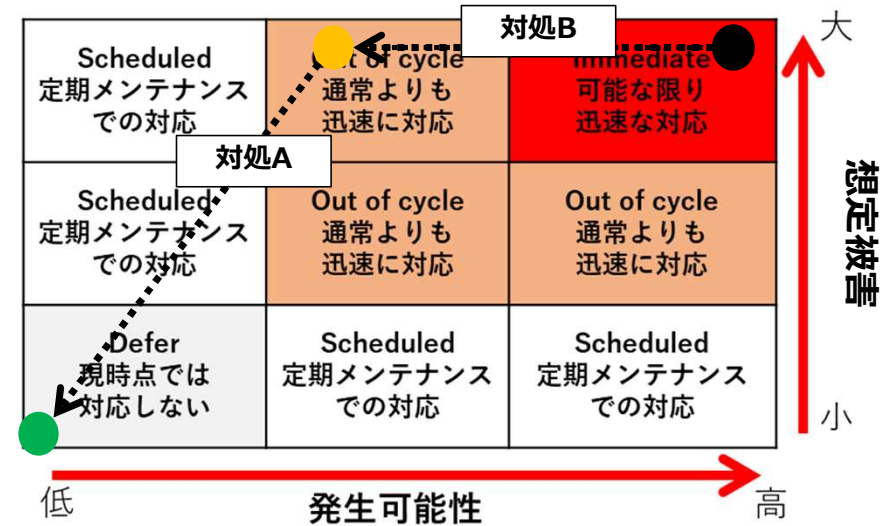 対処B
大
Scheduled
定期メンテナンス
での対応
Out of cycle
通常よりも
迅速に対応
Immediate
可能な限り
迅速な対応
対処A
Scheduled
定期メンテナンス
での対応
Out of cycle
通常よりも
迅速に対応
Out of cycle
通常よりも
迅速に対応
想定被害
Defer
現時点では
対応しない
Scheduled
定期メンテナンス
での対応
Scheduled
定期メンテナンス
での対応
小
低
発生可能性
高